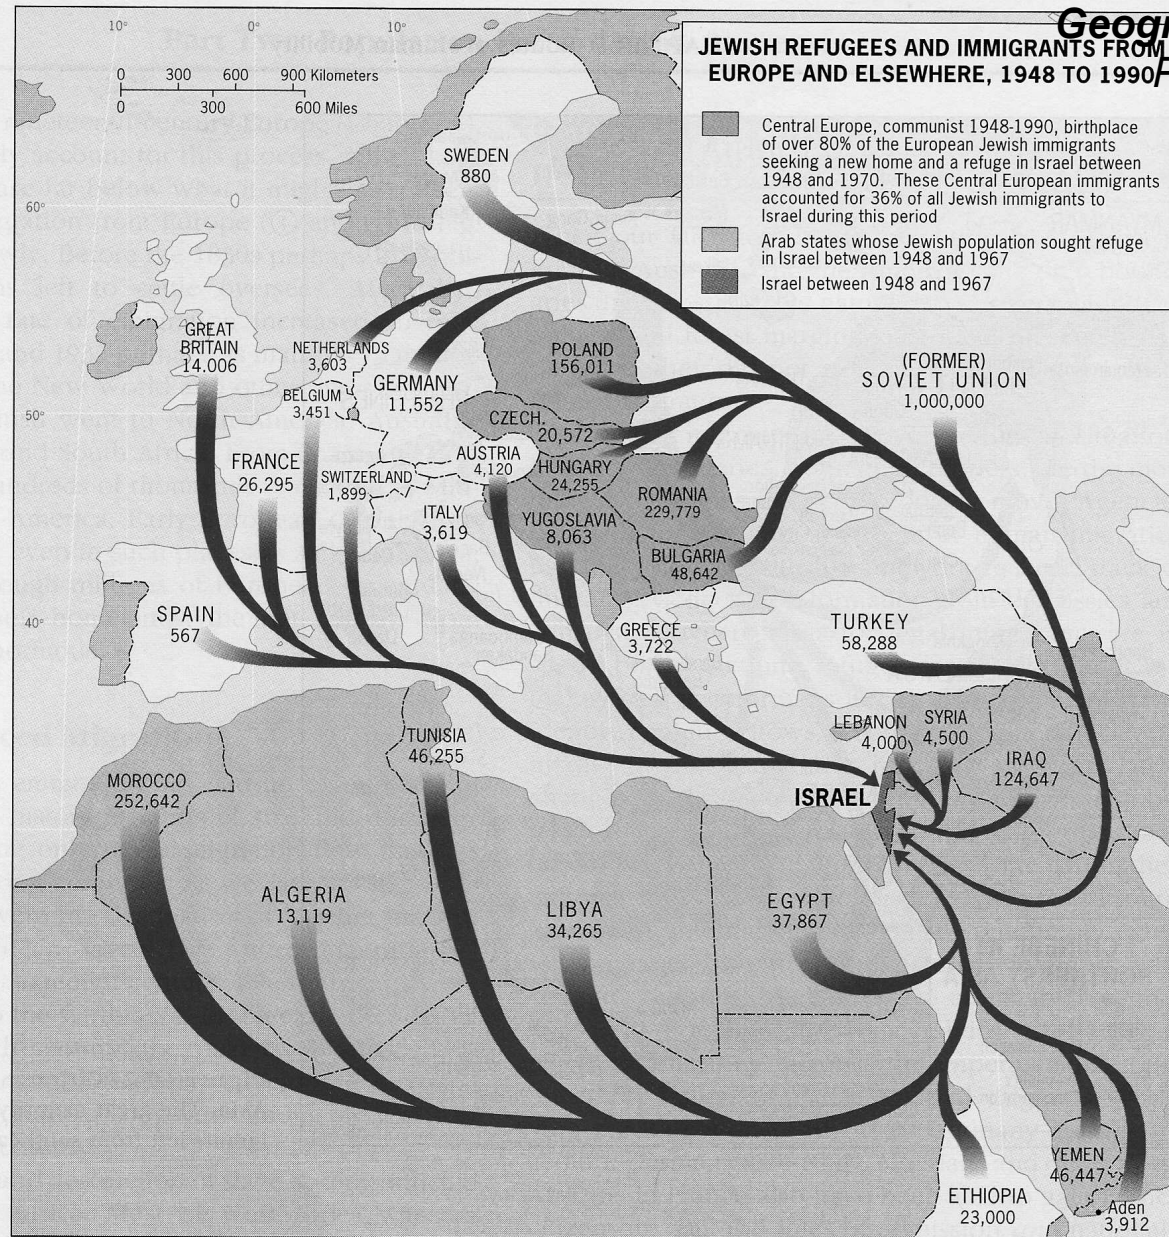 Geogr
10°
0°
10°
0 300 600 900 Kilometers
0 300 600 Miles
JEWISH REFUGEES AND IMMIGRANTS FROM
EUROPE AND ELSEWHERE, 1948 TO 1990
Central Europe, communist 1948-1990, birthplace
of over 80% of the European Jewish immigrants
seeking a new home and a refuge in Israel between
1948 and 1970. These Central European immigrants
accounted for 36% of all Jewish immigrants to
Israel during this period
Arab states whose Jewish population sought refuge
in Israel between 1948 and 1967
Israel between 1948 and 1967
60°
50°
40°
SWEDEN
880
GREAT
BRITAIN
14.006
NETHERLANDS
3,603
BELGIUM
3,451
GERMANY
11,552
POLAND
156,011
(FORMER)
SOVIET UNION
1,000,000
CZECH.
20,572
FRANCE
26,295
SWITZERLAND
1,899
AUSTRIA
4,120
HUNGARY
24,255
ROMANIA
229,779
ITALY
3,619
YUGOSLAVIA
8,063
BULGARIA
48,642
SPAIN
567
GREECE
3,722
TURKEY
58,288
LEBANON
4,000
SYRIA
4,500
IRAQ
124,647
TUNISIA
46,255
MOROCCO
252,642
ISRAEL
ALGERIA
13,119
LIBYA
34,265
EGYPT
37,867
YEMEN
46,447
ETHIOPIA
23,000
Aden
3,912